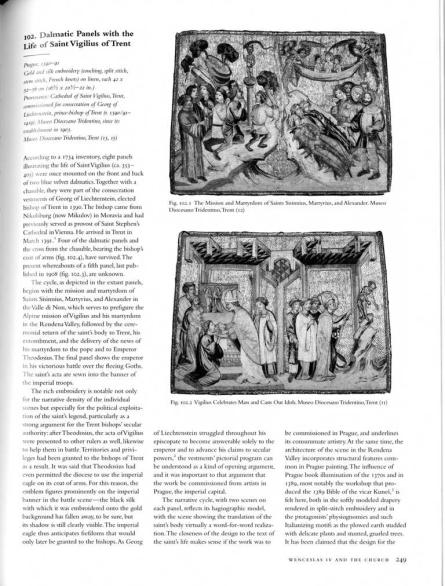 102. Dalmatic Panels with the
Life of Saint Vigilius of Trent
Prague, 1390–91
Gold and silk embroidery (couching, split stitch,
stem stitch, French knots) on linen, each 42 x
Provenance: Cathedral of Saint Vigilius, Trent,
commissioned for consecration of Georg of
Liechtenstein, prince-bishop of Trent (r. 1390/91–
1419). Museo Diocesano Tridentino, since its
establishment in 1903.
Museo Diocesano Tridentino, Trent
According to a 1734 inventory, eight panels
illustrating the life of Saint Vigilius (ca. 353–
405) were once mounted on the front and back
of two blue velvet dalmatics. Together with a
chasuble, they were part of the consecration
vestments of Georg of Liechtenstein, elected
bishop of Trent in 1390. The bishop came from
Nikolsburg (now Mikulov) in Moravia and had
previously served as provost of Saint Stephen's
Cathedral in Vienna. He arrived in Trent in
March 1391.¹ Four of the dalmatic panels and
the cross from the chasuble, bearing the bishop's
coat of arms (fig. 102.4), have survived. The
present whereabouts of a fifth panel, last pub-
lished in 1908 (fig. 102.3), are unknown.
The cycle, as depicted in the extant panels,
begins with the mission and martyrdom of
Saints Sisinnius, Martyrius, and Alexander in
the Valle di Non, which serves to prefigure the
Alpine mission of Vigilius and his martyrdom
in the Rendena Valley, followed by the cere-
monial return of the saint's body to Trent, his
entombment, and the delivery of the news of
his martyrdom to the pope and to Emperor
Theodosius. The final panel shows the emperor
in his victorious battle over the fleeing Goths.
The saint's acts are sewn into the banner of
the imperial troops.
The rich embroidery is notable not only
for the narrative density of the individual
scenes but especially for the political exploita-
tion of the saint's legend, particularly as a
strong argument for the Trent bishops' secular
authority: after Theodosius, the acta of Vigilius
were presented to other rulers as well, likewise
to help them in battle. Territories and privi-
leges had been granted to the bishops of Trent
as a result. It was said that Theodosius had
even permitted the diocese to use the imperial
eagle on its coat of arms. For this reason, the
emblem figures prominently on the imperial
banner in the battle scene—the black silk
with which it was embroidered onto the gold
background has fallen away, to be sure, but
its shadow is still clearly visible. The imperial
eagle thus anticipates fiefdoms that would
only later be granted to the bishops. As Georg
Fig. 102.1 The Mission and Martyrdom of Saints Sisinnius, Martyrius, and Alexander. Museo
Diocesano Tridentino, Trent (12)
Fig. 102.2 Vigilius Celebrates Mass and Casts Out Idols. Museo Diocesano Tridentino, Trent (11)
of Liechtenstein struggled throughout his
episcopate to become answerable solely to the
emperor and to advance his claims to secular
powers,² the vestments' pictorial program can
be understood as a kind of opening argument,
and it was important to that argument that
the work be commissioned from artists in
Prague, the imperial capital.
The narrative cycle, with two scenes on
each panel, reflects its hagiographic model,
with the scene showing the translation of the
saint's body virtually a word-for-word realiza-
tion. The closeness of the design to the text of
the saint's life makes sense if the work was to
be commissioned in Prague, and underlines
its consummate artistry. At the same time, the
architecture of the scene in the Rendena
Valley incorporates structural features com-
mon in Prague painting. The influence of
Prague book illumination of the 1370s and in
1389, most notably the workshop that pro-
duced the 1389 Bible of the vicar Kuneš,³ is
felt here, both in the softly modeled drapery
rendered in split-stitch embroidery and in
the protagonists' physiognomies and such
Italianizing motifs as the plowed earth studded
with delicate plants and stunted, gnarled trees.
It has been claimed that the design for the
WENCESLAS IV AND THE CHURCH 249